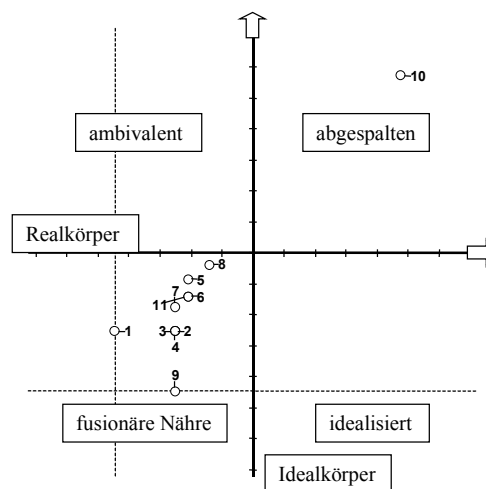 10
ambivalent
abgespalten
Realkörper
8
5
7
6
11
1
3
2
4
9
fusionäre Nähre
idealisiert
Idealkörper